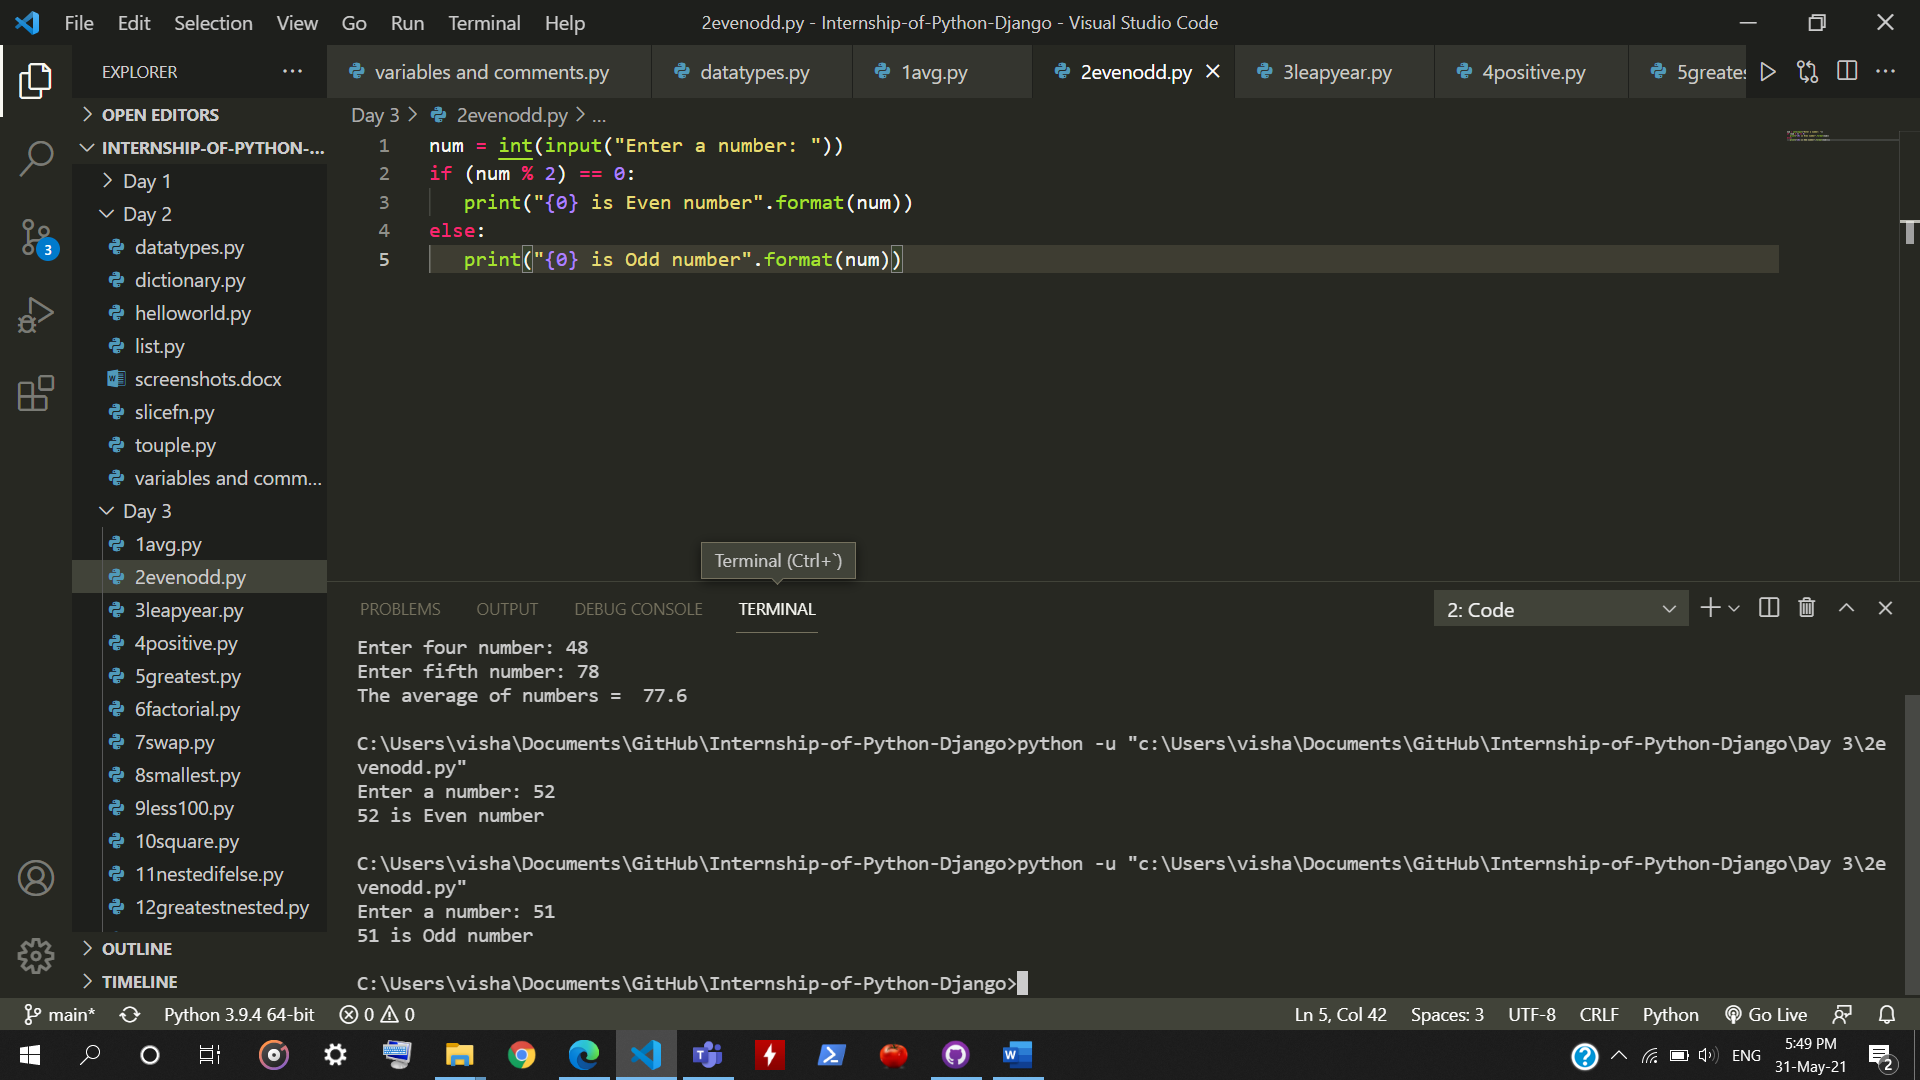 File Edit Selection View Go Run Terminal Help
2evenodd.py - Internship-of-Python-Django - Visual Studio Code
EXPLORER
variables and comments.py
datatypes.py
1avg.py
2evenodd.py
3leapyear.py
4positive.py
5greates
OPEN EDITORS
INTERNSHIP-OF-PYTHON-...
Day 1
Day 2
datatypes.py
dictionary.py
helloworld.py
list.py
screenshots.docx
slicefn.py
touple.py
variables and comm...
Day 3
1avg.py
2evenodd.py
3leapyear.py
4positive.py
5greatest.py
6factorial.py
7swap.py
8smallest.py
9less100.py
10square.py
11nestedifelse.py
12greatestnested.py
OUTLINE
TIMELINE
3
Day 3 > 2evenodd.py > ...
1 num = int(input("Enter a number: "))
2 if (num % 2) == 0:
3 print("{0} is Even number".format(num))
4 else:
5 print("{0} is Odd number".format(num))
Terminal (Ctrl+`)
PROBLEMS OUTPUT DEBUG CONSOLE TERMINAL
2: Code
Enter four number: 48
Enter fifth number: 78
The average of numbers =  77.6
C:\Users\visha\Documents\GitHub\Internship-of-Python-Django>python -u "c:\Users\visha\Documents\GitHub\Internship-of-Python-Django\Day 3\2e
venodd.py"
Enter a number: 52
52 is Even number
C:\Users\visha\Documents\GitHub\Internship-of-Python-Django>python -u "c:\Users\visha\Documents\GitHub\Internship-of-Python-Django\Day 3\2e
venodd.py"
Enter a number: 51
51 is Odd number
C:\Users\visha\Documents\GitHub\Internship-of-Python-Django>
main* Python 3.9.4 64-bit 0 0
Ln 5, Col 42 Spaces: 3 UTF-8 CRLF Python Go Live
ENG
5:49 PM
31-May-21
2